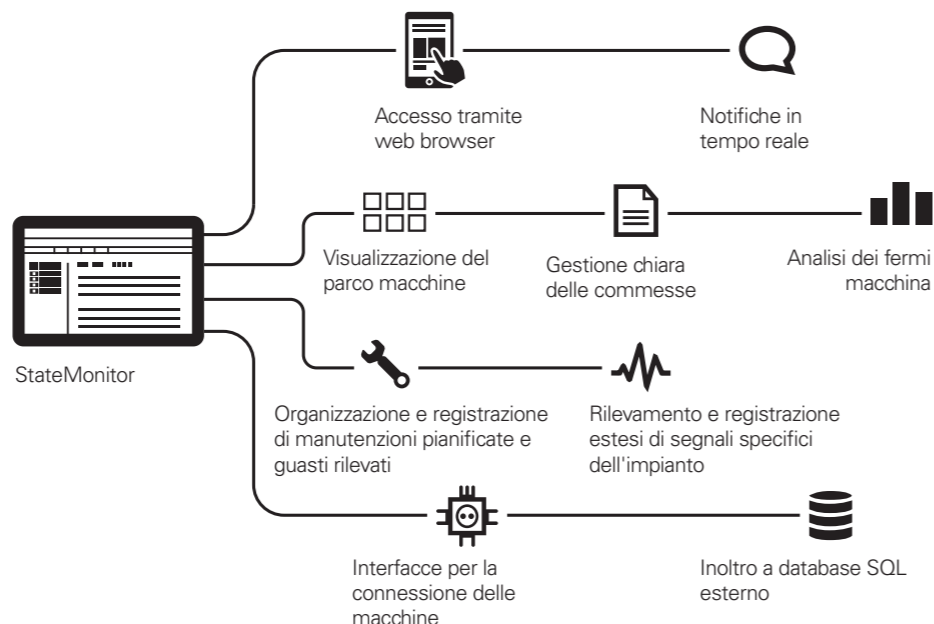 Accesso tramite
web browser
Notifiche in
tempo reale
Visualizzazione del
parco macchine
Gestione chiara
delle commesse
Analisi dei fermi
macchina
StateMonitor
Organizzazione e registrazione
di manutenzioni pianificate e
guasti rilevati
Rilevamento e registrazione
estesi di segnali specifici
dell'impianto
Interfacce per la
connessione delle
macchine
Inoltro a database SQL
esterno